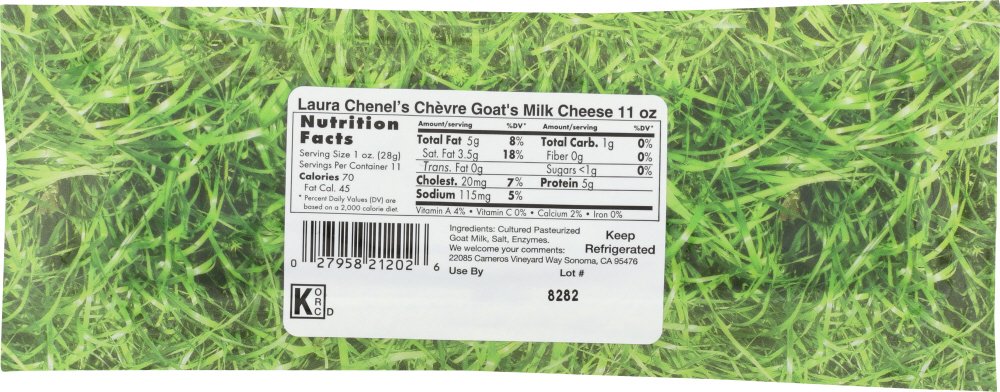 Laura Chenel's Chèvre Goat's Milk Cheese 11 oz
Nutrition
Facts
Serving Size 1 oz. (28g)
Servings Per Container 11
Calories 70
Fat Cal. 45
* Percent Daily Values (DV) are
based on a 2,000 calorie diet.
Amount/serving %DV*
Total Fat 5g 8%
Sat. Fat 3.5g 18%
Trans. Fat 0g
Cholest. 20mg 7%
Sodium 115mg 5%
Amount/serving %DV*
Total Carb. 1g 0%
Fiber 0g 0%
Sugars <1g 0%
Protein 5g
Vitamin A 4% • Vitamin C 0% • Calcium 2% • Iron 0%
0 27958 21202 6
Ingredients: Cultured Pasteurized
Goat Milk, Salt, Enzymes.
We welcome your comments:
22085 Carneros Vineyard Way Sonoma, CA 95476
Keep
Refrigerated
Use By Lot #
8282
K ORC D